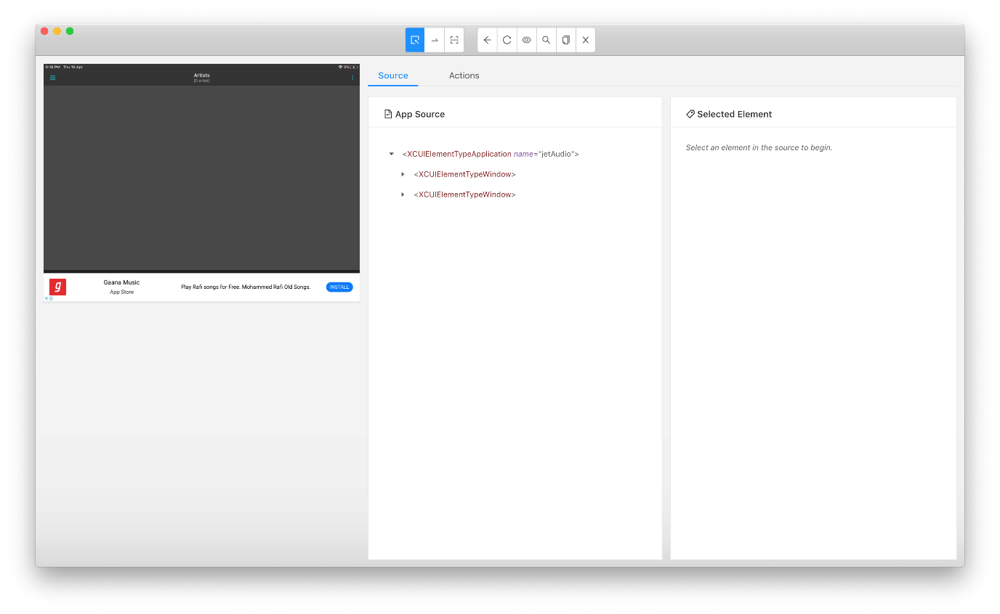 5:18 PM Thu 16 Apr
5%
Artists
[0 artist]
Gaana Music
App Store
Play Rafi songs for Free. Mohammed Rafi Old Songs.
INSTALL
g
Source
Actions
App Source
<XCUIElementTypeApplication name="jetAudio">
<XCUIElementTypeWindow>
<XCUIElementTypeWindow>
Selected Element
Select an element in the source to begin.